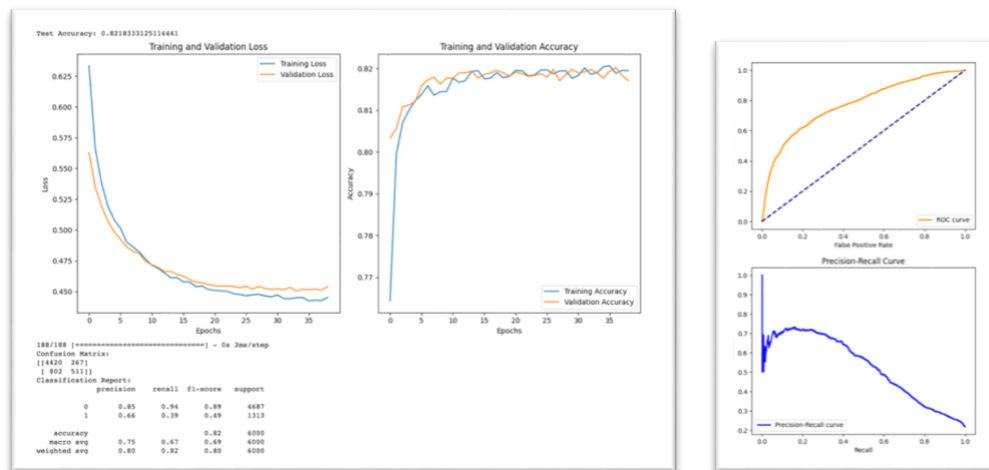 Test Accuracy: 0.8218333125114441
Training and Validation Loss
Training Loss
Validation Loss
0.625
0.600
0.575
0.550
0.525
0.500
0.475
0.450
Loss
0 5 10 15 20 25 30 35
Epochs
Training and Validation Accuracy
0.82
0.81
0.80
0.79
0.78
0.77
Accuracy
Training Accuracy
Validation Accuracy
0 5 10 15 20 25 30 35
Epochs
188/188 [==============================] - 0s 2ms/step
Confusion Matrix:
[[4420 267]
[ 802 511]]
Classification Report:
precision recall f1-score support
0 0.85 0.94 0.89 4687
1 0.66 0.39 0.49 1313
accuracy 0.82 6000
macro avg 0.75 0.67 0.69 6000
weighted avg 0.80 0.82 0.80 6000
1.0
0.8
0.6
0.4
0.2
0.0
ROC curve
0.0 0.2 0.4 0.6 0.8 1.0
False Positive Rate
Precision-Recall Curve
1.0
0.9
0.8
0.7
0.6
0.5
0.4
0.3
0.2
Precision-Recall curve
0.0 0.2 0.4 0.6 0.8 1.0
Recall